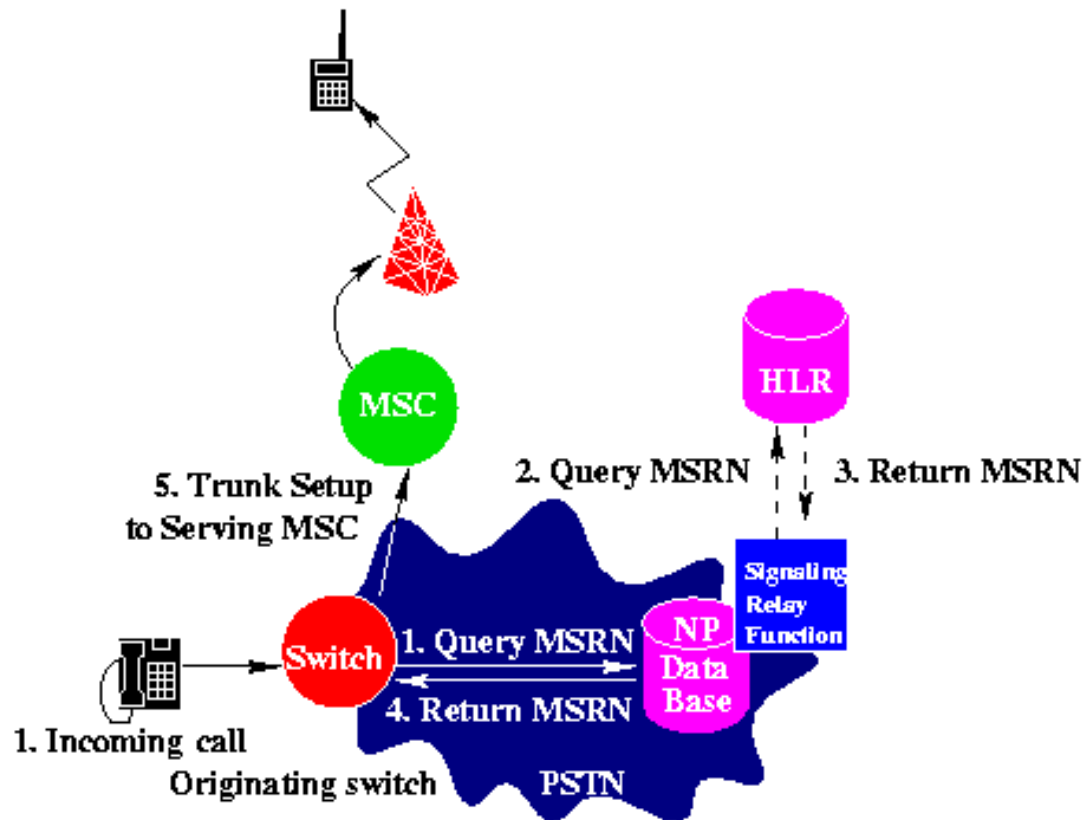 HLR
MSC
2. Query MSRN
3. Return MSRN
5. Trunk Setup
to Serving MSC
Signaling
Relay
Function
Switch
1. Query MSRN
NP
Data
Base
4. Return MSRN
1. Incoming call
Originating switch
PSTN